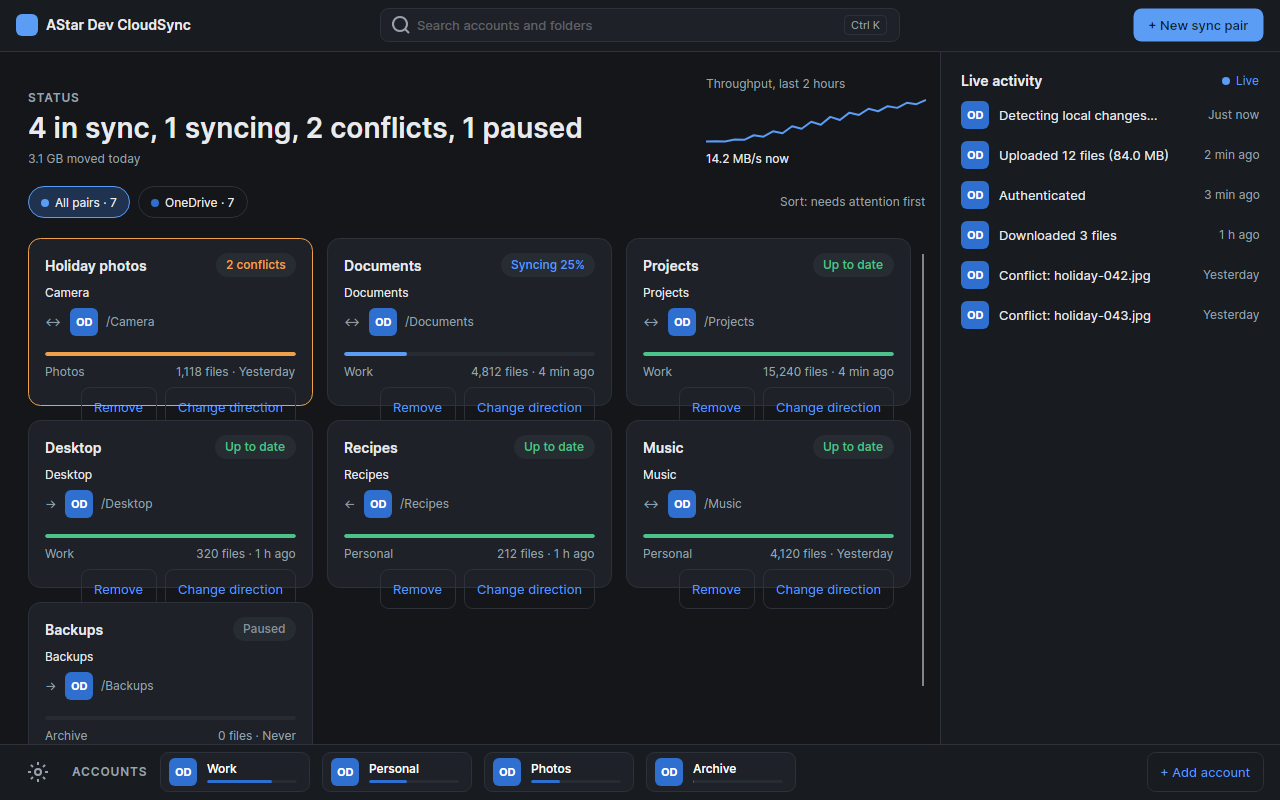 AStar Dev CloudSync
Search accounts and folders
Ctrl K
+ New sync pair
STATUS
4 in sync, 1 syncing, 2 conflicts, 1 paused
3.1 GB moved today
Throughput, last 2 hours
14.2 MB/s now
All pairs · 7
OneDrive · 7
Sort: needs attention first
Holiday photos
2 conflicts
Camera
↔ OD /Camera
Photos
1,118 files · Yesterday
Remove
Change direction
Documents
Syncing 25%
Documents
↔ OD /Documents
Work
4,812 files · 4 min ago
Remove
Change direction
Projects
Up to date
Projects
↔ OD /Projects
Work
15,240 files · 4 min ago
Remove
Change direction
Desktop
Up to date
Desktop
→ OD /Desktop
Work
320 files · 1 h ago
Remove
Change direction
Recipes
Up to date
Recipes
← OD /Recipes
Personal
212 files · 1 h ago
Remove
Change direction
Music
Up to date
Music
↔ OD /Music
Personal
4,120 files · Yesterday
Remove
Change direction
Backups
Paused
Backups
→ OD /Backups
Archive
0 files · Never
Live activity
Live
OD Detecting local changes... Just now
OD Uploaded 12 files (84.0 MB) 2 min ago
OD Authenticated 3 min ago
OD Downloaded 3 files 1 h ago
OD Conflict: holiday-042.jpg Yesterday
OD Conflict: holiday-043.jpg Yesterday
ACCOUNTS
OD Work
OD Personal
OD Photos
OD Archive
+ Add account